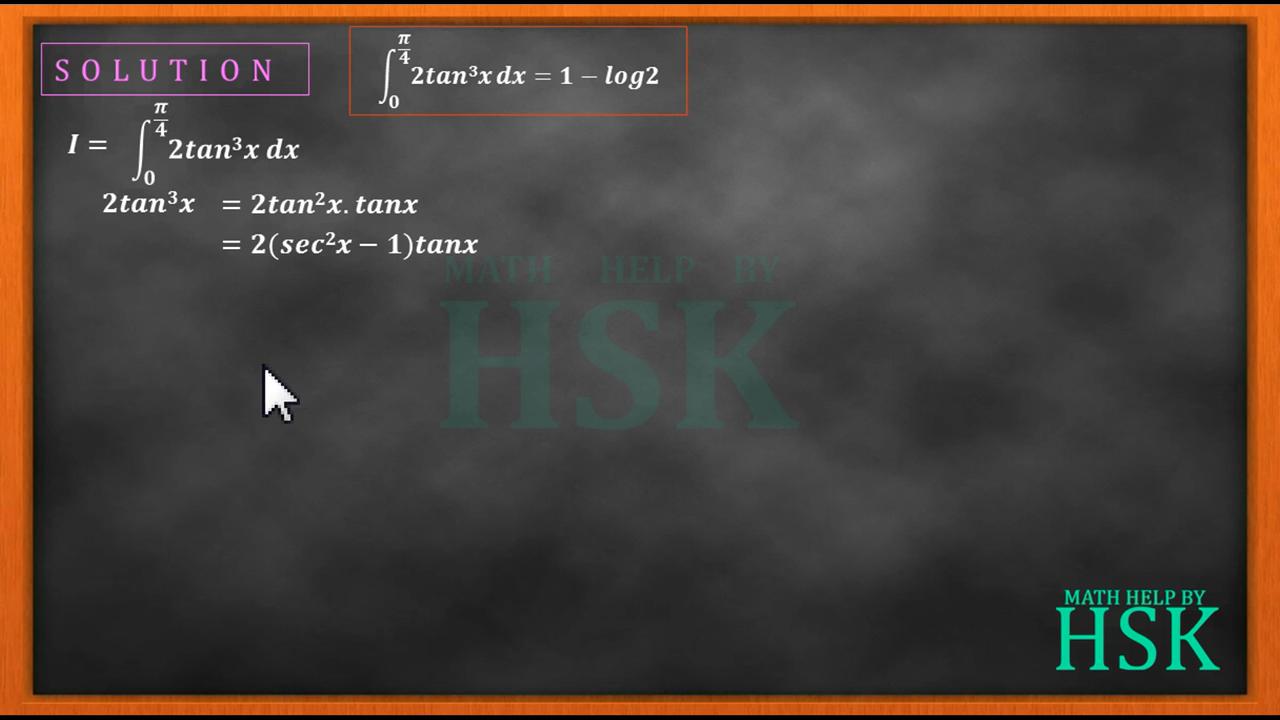 SOLUTION
∫₀^(π/4) 2tan³x dx = 1 − log2
I = ∫₀^(π/4) 2tan³x dx
2tan³x = 2tan²x. tanx
= 2(sec²x − 1)tanx
MATH HELP BY
HSK
MATH HELP BY
HSK